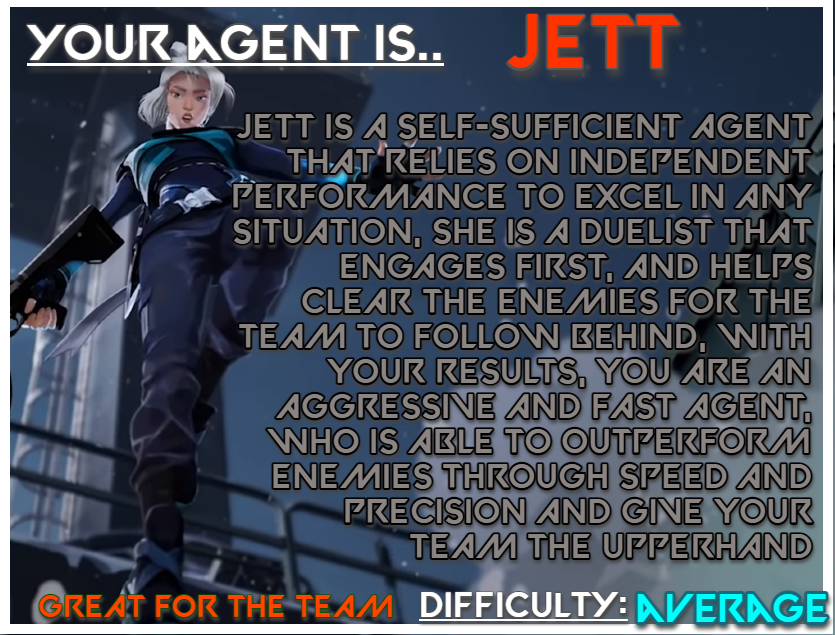 YOUR AGENT IS.. JETT
JETT IS A SELF-SUFFICIENT AGENT
THAT RELIES ON INDEPENDENT
PERFORMANCE TO EXCEL IN ANY
SITUATION, SHE IS A DUELIST THAT
ENGAGES FIRST, AND HELPS
CLEAR THE ENEMIES FOR THE
TEAM TO FOLLOW BEHIND, WITH
YOUR RESULTS, YOU ARE AN
AGGRESSIVE AND FAST AGENT,
WHO IS ABLE TO OUTPERFORM
ENEMIES THROUGH SPEED AND
PRECISION AND GIVE YOUR
TEAM THE UPPERHAND
GREAT FOR THE TEAM DIFFICULTY: AVERAGE